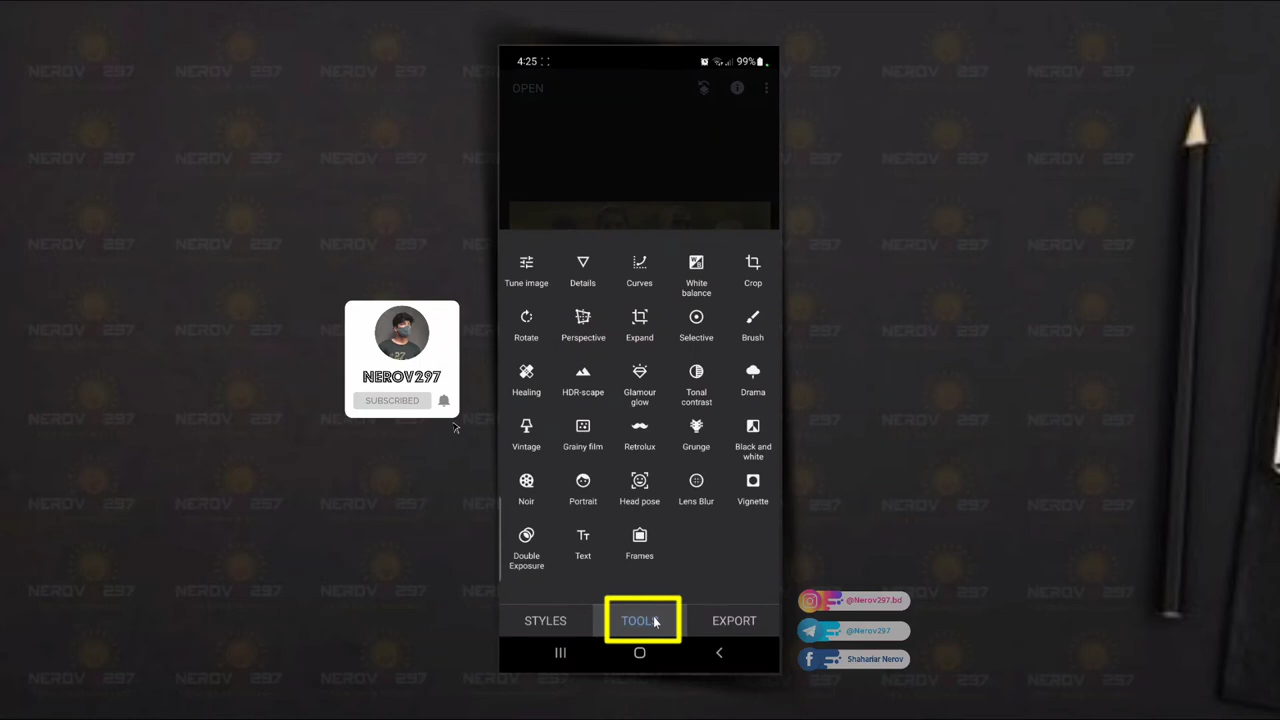 4:25
99%
OPEN
Tune image
Details
Curves
White
balance
Crop
Rotate
Perspective
Expand
Selective
Brush
Healing
HDR-scape
Glamour
glow
Tonal
contrast
Drama
Vintage
Grainy film
Retrolux
Grunge
Black and
white
Noir
Portrait
Head pose
Lens Blur
Vignette
Double
Exposure
Text
Frames
STYLES
TOOLS
EXPORT
NEROV297
SUBSCRIBED
@Nerov297.bd
@Nerov297
Shahariar Nerov